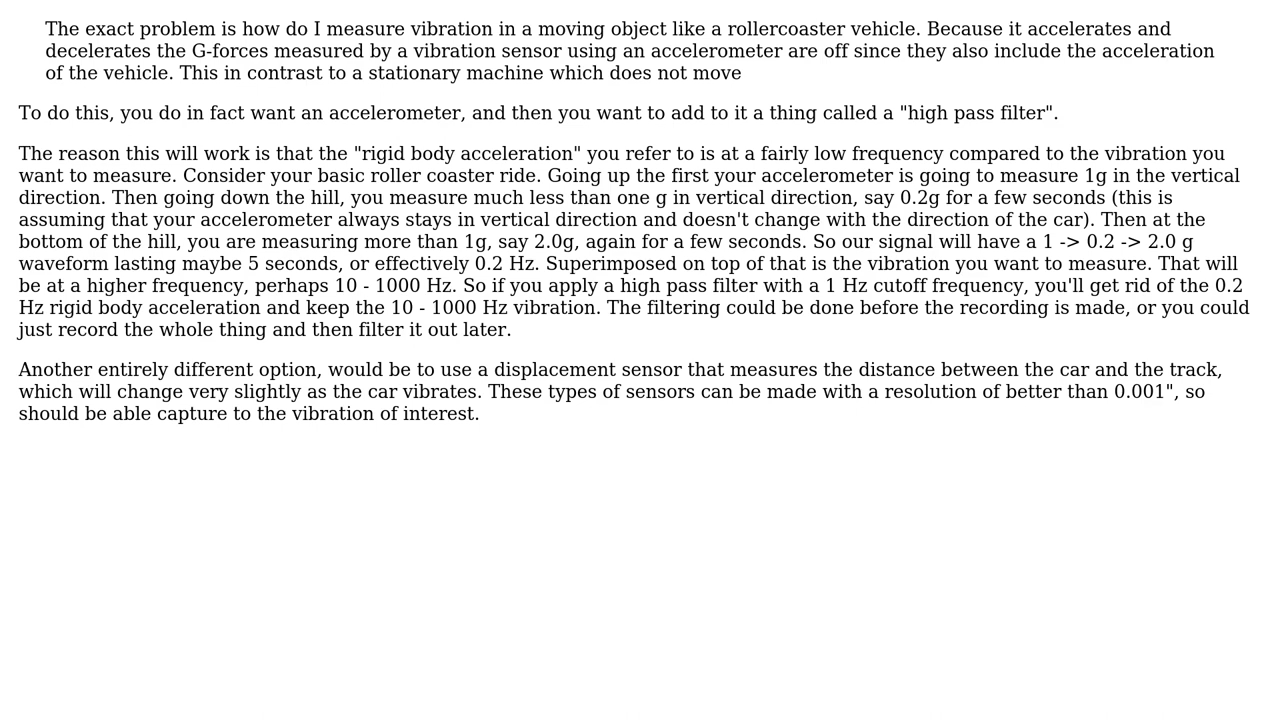 The exact problem is how do I measure vibration in a moving object like a rollercoaster vehicle. Because it accelerates and
decelerates the G-forces measured by a vibration sensor using an accelerometer are off since they also include the acceleration
of the vehicle. This in contrast to a stationary machine which does not move
To do this, you do in fact want an accelerometer, and then you want to add to it a thing called a "high pass filter".
The reason this will work is that the "rigid body acceleration" you refer to is at a fairly low frequency compared to the vibration you
want to measure. Consider your basic roller coaster ride. Going up the first your accelerometer is going to measure 1g in the vertical
direction. Then going down the hill, you measure much less than one g in vertical direction, say 0.2g for a few seconds (this is
assuming that your accelerometer always stays in vertical direction and doesn't change with the direction of the car). Then at the
bottom of the hill, you are measuring more than 1g, say 2.0g, again for a few seconds. So our signal will have a 1 -> 0.2 -> 2.0 g
waveform lasting maybe 5 seconds, or effectively 0.2 Hz. Superimposed on top of that is the vibration you want to measure. That will
be at a higher frequency, perhaps 10 - 1000 Hz. So if you apply a high pass filter with a 1 Hz cutoff frequency, you'll get rid of the 0.2
Hz rigid body acceleration and keep the 10 - 1000 Hz vibration. The filtering could be done before the recording is made, or you could
just record the whole thing and then filter it out later.
Another entirely different option, would be to use a displacement sensor that measures the distance between the car and the track,
which will change very slightly as the car vibrates. These types of sensors can be made with a resolution of better than 0.001", so
should be able capture to the vibration of interest.